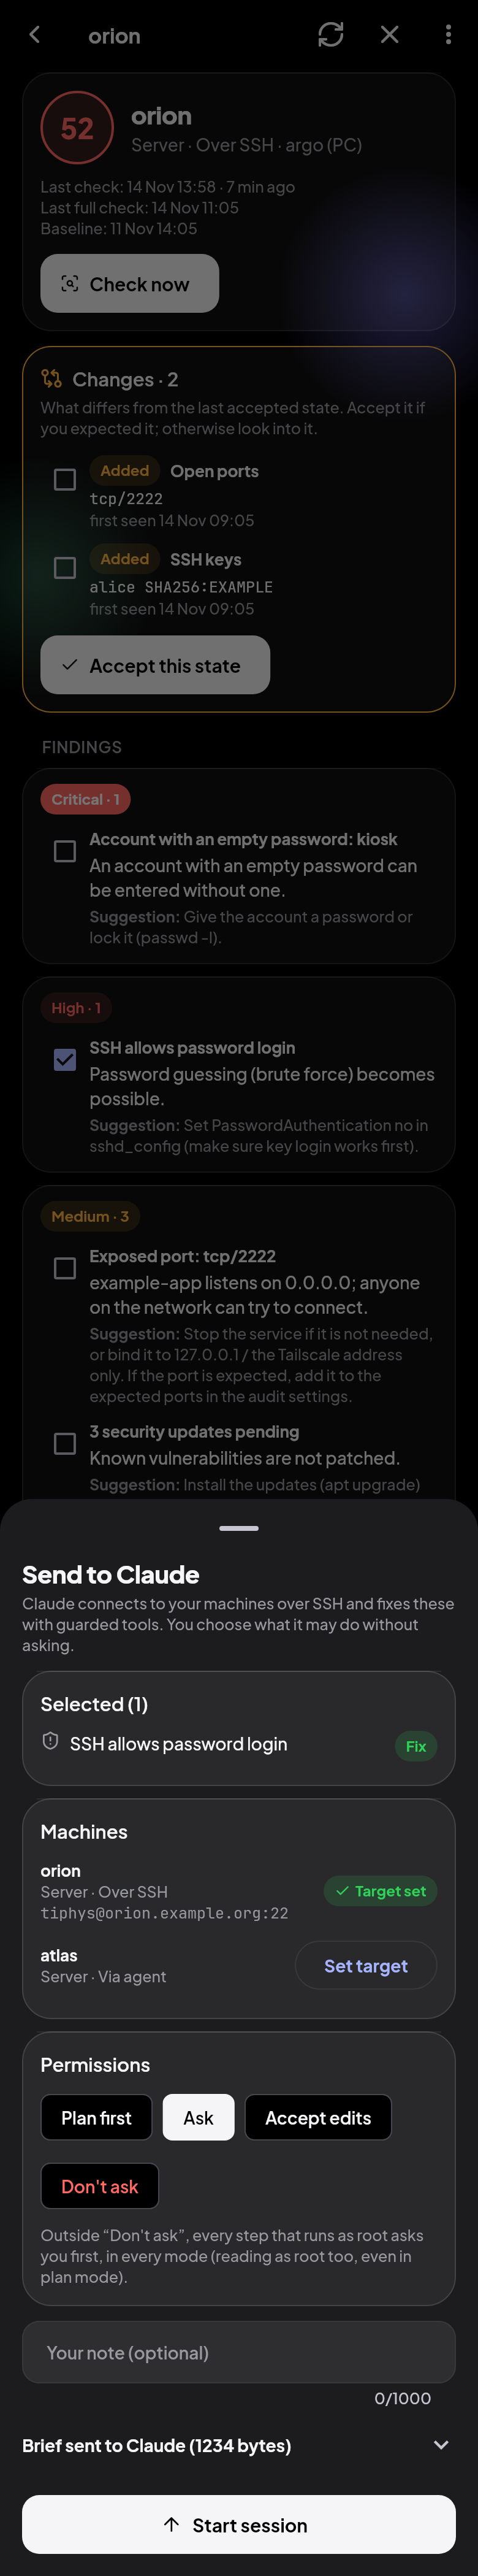 orion
52
orion
Server · Over SSH · argo (PC)
Last check: 14 Nov 13:58 · 7 min ago
Last full check: 14 Nov 11:05
Baseline: 11 Nov 14:05
Check now
Changes · 2
What differs from the last accepted state. Accept it if
you expected it; otherwise look into it.
Added Open ports
tcp/2222
first seen 14 Nov 09:05
Added SSH keys
alice SHA256:EXAMPLE
first seen 14 Nov 09:05
Accept this state
FINDINGS
Critical · 1
Account with an empty password: kiosk
An account with an empty password can
be entered without one.
Suggestion: Give the account a password or
lock it (passwd -l).
High · 1
SSH allows password login
Password guessing (brute force) becomes
possible.
Suggestion: Set PasswordAuthentication no in
sshd_config (make sure key login works first).
Medium · 3
Exposed port: tcp/2222
example-app listens on 0.0.0.0; anyone
on the network can try to connect.
Suggestion: Stop the service if it is not needed,
or bind it to 127.0.0.1 / the Tailscale address
only. If the port is expected, add it to the
expected ports in the audit settings.
3 security updates pending
Known vulnerabilities are not patched.
Suggestion: Install the updates (apt upgrade)
Send to Claude
Claude connects to your machines over SSH and fixes these
with guarded tools. You choose what it may do without
asking.
Selected (1)
SSH allows password login Fix
Machines
orion
Server · Over SSH
tiphys@orion.example.org:22
Target set
atlas
Server · Via agent
Set target
Permissions
Plan first Ask Accept edits
Don't ask
Outside “Don't ask”, every step that runs as root asks
you first, in every mode (reading as root too, even in
plan mode).
Your note (optional)
0/1000
Brief sent to Claude (1234 bytes)
Start session